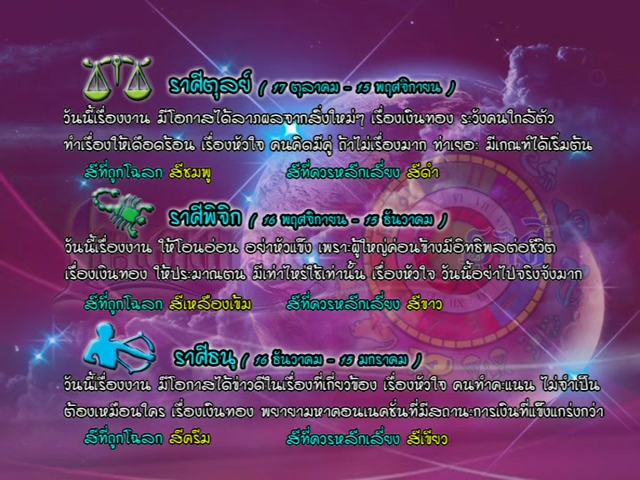 ราศีตุลย์ ( 17 ตุลาคม - 15 พฤศจิกายน )
วันนี้เรื่องงาน มีโอกาสได้ลาภผลจากสิ่งใหม่ๆ เรื่องเงินทอง ระวังคนใกล้ตัว
ทำเรื่องให้เดือดร้อน เรื่องหัวใจ คนคิดมีคู่ ถ้าไม่เรื่องมาก ท่าเยอะ มีเกณฑ์ได้เริ่มต้น
สีที่ถูกโฉลก สีชมพู สีที่ควรหลีกเลี่ยง สีดำ
ราศีพิจิก ( 16 พฤศจิกายน - 15 ธันวาคม )
วันนี้เรื่องงาน ให้โอนอ่อน อย่าหัวแข็ง เพราะผู้ใหญ่ค่อนข้างมีอิทธิพลต่อชีวิต
เรื่องเงินทอง ให้ประมาณตน มีเท่าไหร่ใช้เท่านั้น เรื่องหัวใจ วันนี้อย่าไปจริงจังมาก
สีที่ถูกโฉลก สีเหลืองเข้ม สีที่ควรหลีกเลี่ยง สีขาว
ราศีธนู ( 16 ธันวาคม - 15 มกราคม )
วันนี้เรื่องงาน มีโอกาสได้ข่าวดีในเรื่องที่เกี่ยวข้อง เรื่องหัวใจ คนทำคะแนน ไม่จำเป็น
ต้องเหมือนใคร เรื่องเงินทอง พยายามหาคอนเนคชั่นที่มีสถานะการเงินที่แข็งแกร่งกว่า
สีที่ถูกโฉลก สีครีม สีที่ควรหลีกเลี่ยง สีเขียว